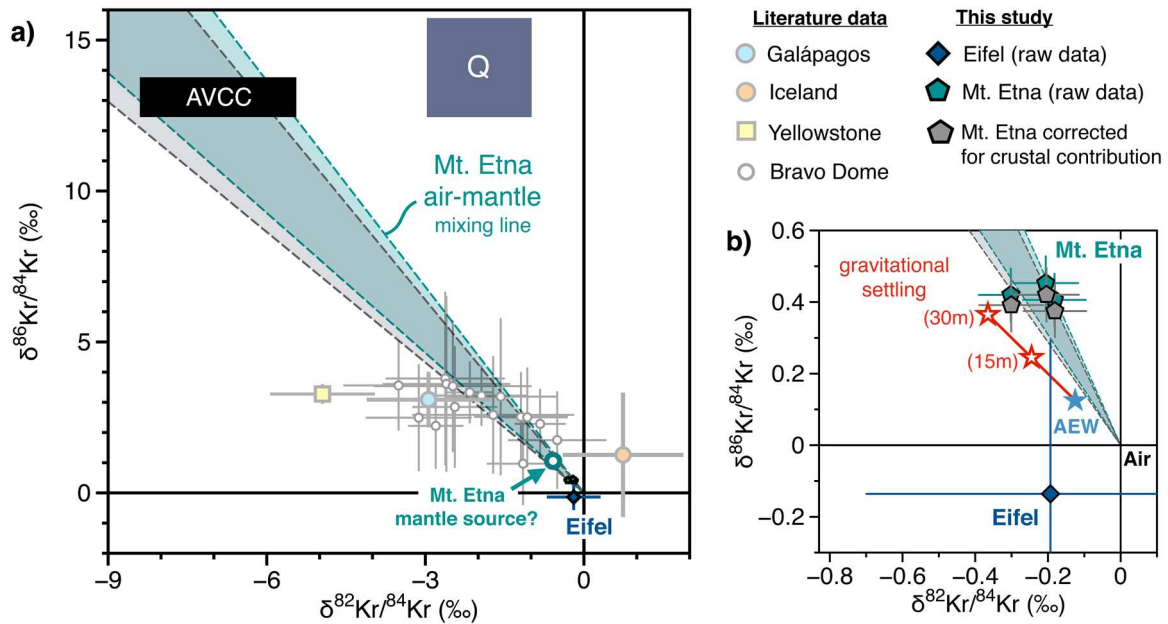 a)
δ⁸⁶Kr/⁸⁴Kr (‰)
15
10
5
0
AVCC
Q
Mt. Etna
air-mantle
mixing line
Mt. Etna
mantle source?
Eifel
−9
−6
−3
0
δ⁸²Kr/⁸⁴Kr (‰)
Literature data
Galápagos
Iceland
Yellowstone
Bravo Dome
This study
Eifel (raw data)
Mt. Etna (raw data)
Mt. Etna corrected
for crustal contribution
b)
δ⁸⁶Kr/⁸⁴Kr (‰)
0.6
0.4
0.2
0
−0.2
gravitational
settling
Mt. Etna
(30m)
(15m)
AEW
Air
Eifel
−0.8
−0.6
−0.4
−0.2
0
δ⁸²Kr/⁸⁴Kr (‰)